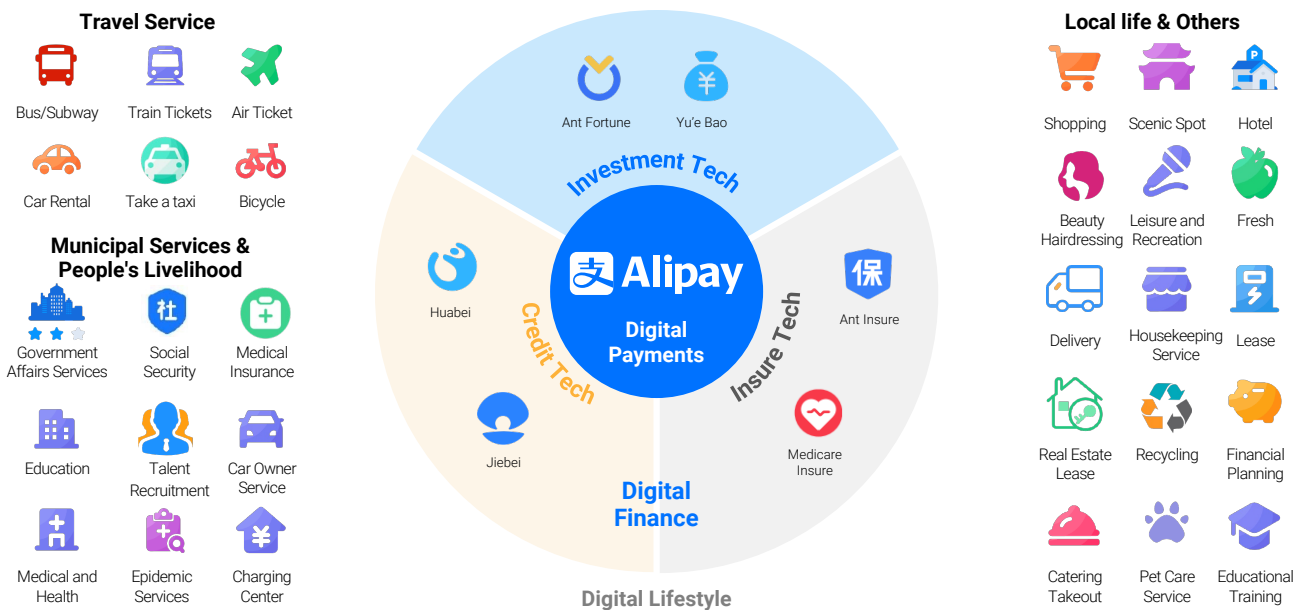 Travel Service
Bus/Subway
Train Tickets
Air Ticket
Car Rental
Take a taxi
Bicycle
Municipal Services &
People's Livelihood
社
Government
Affairs Services
Social
Security
Medical
Insurance
Education
Talent
Recruitment
Car Owner
Service
¥
Medical and
Health
Epidemic
Services
Charging
Center
¥
Ant Fortune
Yu'e Bao
Investment Tech
Huabei
Jiebei
Credit Tech
支 Alipay
Digital
Payments
保
Ant Insure
Medicare
Insure
Insure Tech
Digital
Finance
Digital Lifestyle
Local life & Others
P
Shopping
Scenic Spot
Hotel
Beauty
Hairdressing
Leisure and
Recreation
Fresh
Delivery
Housekeeping
Service
Lease
Real Estate
Lease
Recycling
Financial
Planning
Catering
Takeout
Pet Care
Service
Educational
Training